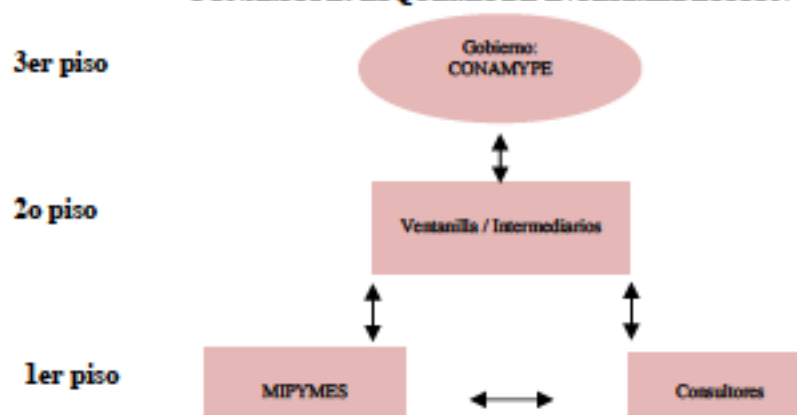 3er piso
Gobierno:
CONAMYPE
2o piso
Ventanilla / Intermediarios
1er piso
MIPYMES
Consultores